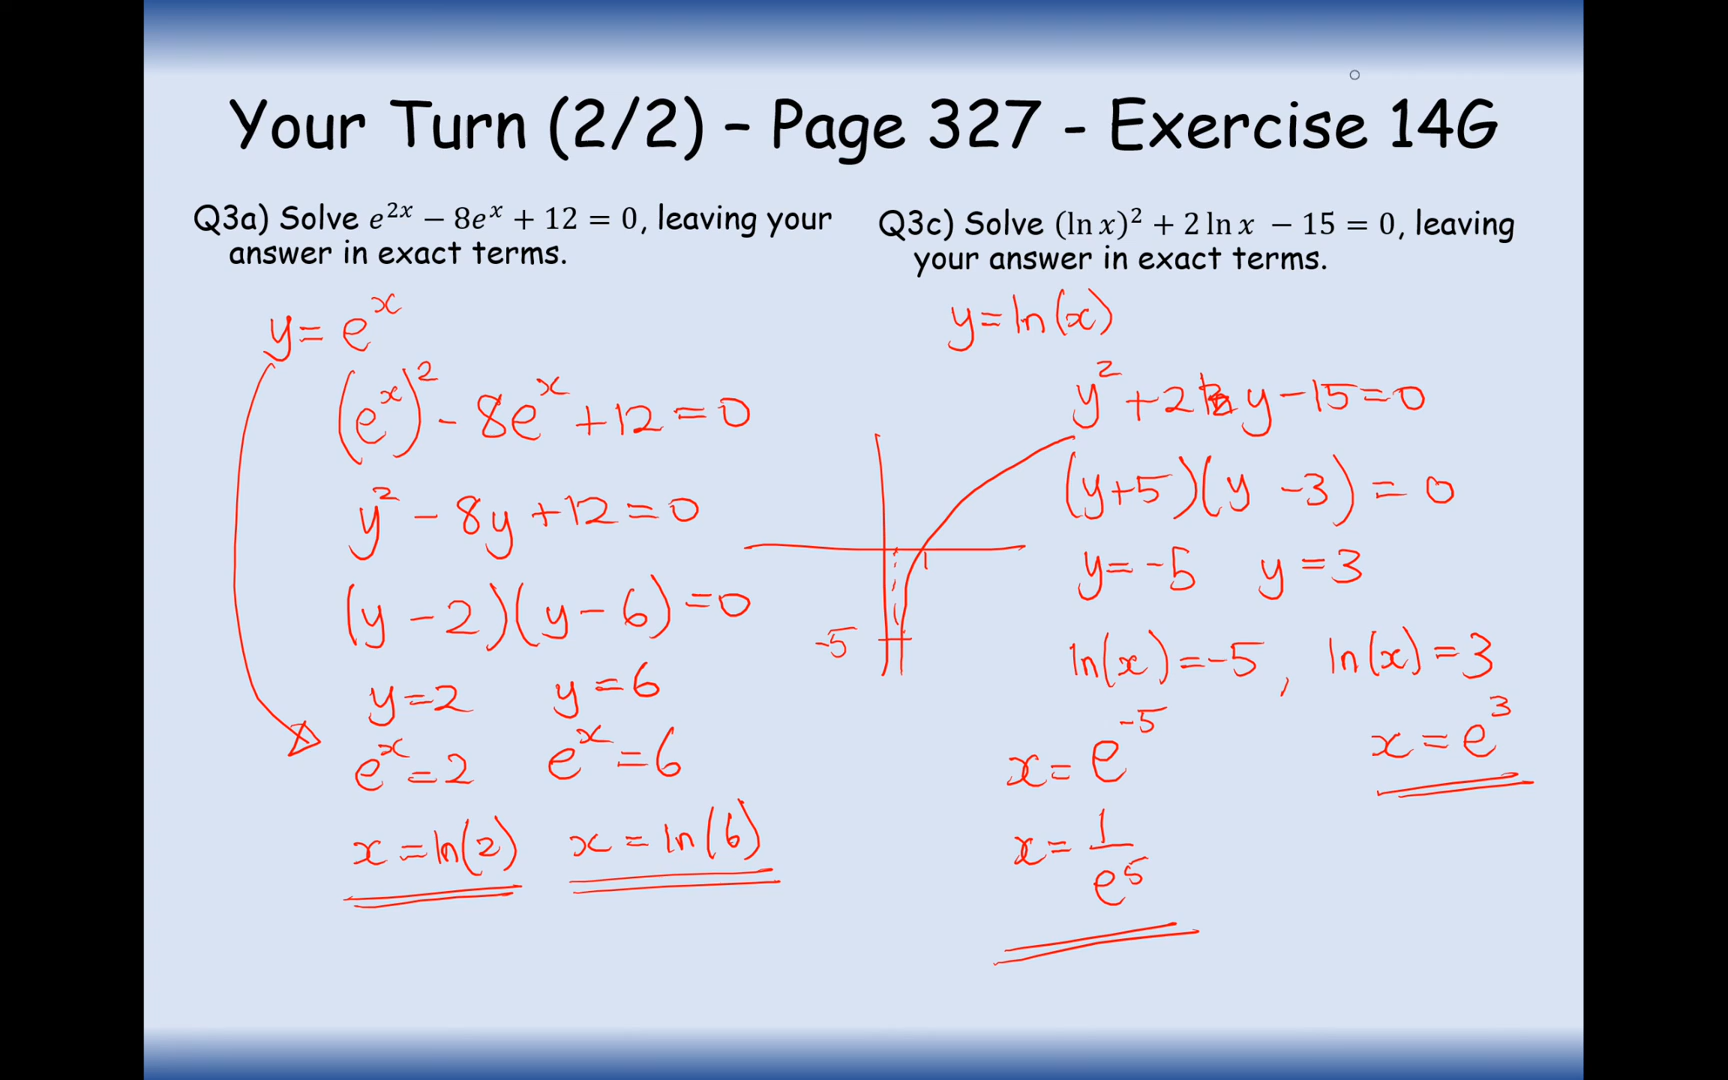 Your Turn (2/2) – Page 327 - Exercise 14G
Q3a) Solve e^{2x} − 8e^x + 12 = 0, leaving your
answer in exact terms.
y = e^x
(e^x)^2 - 8e^x + 12 = 0
y^2 - 8y + 12 = 0
(y - 2)(y - 6) = 0
y = 2 y = 6
e^x = 2 e^x = 6
x = ln(2) x = ln(6)
Q3c) Solve (ln x)^2 + 2 ln x − 15 = 0, leaving
your answer in exact terms.
y = ln(x)
y^2 + 2 y - 15 = 0
(y + 5)(y - 3) = 0
y = -5 y = 3
ln(x) = -5, ln(x) = 3
x = e^{-5} x = e^3
x = 1/e^5
1
-5